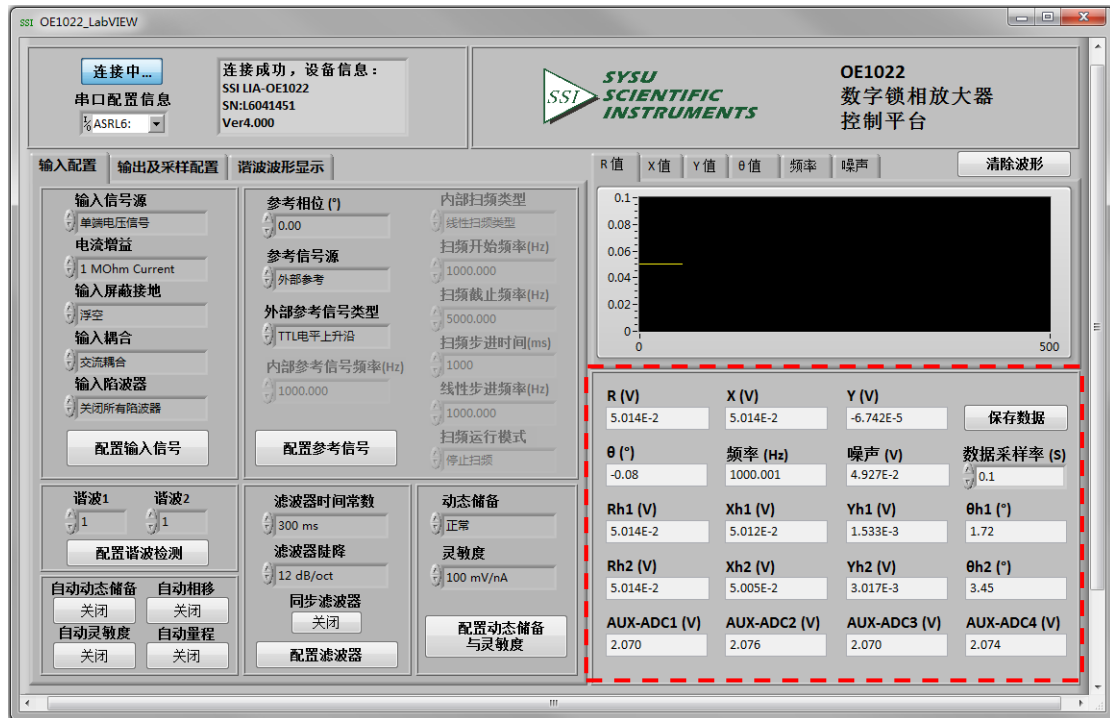 SSI OE1022_LabVIEW
连接中...
串口配置信息
ASRL6:
连接成功，设备信息：
SSI LIA-OE1022
SN:L6041451
Ver4.000
SSI
SYSU
SCIENTIFIC
INSTRUMENTS
OE1022
数字锁相放大器
控制平台
输入配置 输出及采样配置 谐波波形显示
输入信号源
单端电压信号
电流增益
1 MOhm Current
输入屏蔽接地
浮空
输入耦合
交流耦合
输入陷波器
关闭所有陷波器
配置输入信号
参考相位 (°)
0.00
参考信号源
外部参考
外部参考信号类型
TTL电平上升沿
内部参考信号频率(Hz)
1000.000
配置参考信号
内部扫频类型
线性扫频类型
扫频开始频率(Hz)
1000.000
扫频截止频率(Hz)
5000.000
扫频步进时间(ms)
1000
线性步进频率(Hz)
1000.000
扫频运行模式
停止扫频
谐波1 谐波2
1 1
配置谐波检测
自动动态储备 自动相移
关闭 关闭
自动灵敏度 自动量程
关闭 关闭
滤波器时间常数
300 ms
滤波器陡降
12 dB/oct
同步滤波器
关闭
配置滤波器
动态储备
正常
灵敏度
100 mV/nA
配置动态储备
与灵敏度
R值 X值 Y值 θ值 频率 噪声
清除波形
0.1
0.08
0.06
0.04
0.02
0
0 500
R (V) X (V) Y (V)
5.014E-2 5.014E-2 -6.742E-5 保存数据
θ (°) 频率 (Hz) 噪声 (V) 数据采样率 (S)
-0.08 1000.001 4.927E-2 0.1
Rh1 (V) Xh1 (V) Yh1 (V) θh1 (°)
5.014E-2 5.012E-2 1.533E-3 1.72
Rh2 (V) Xh2 (V) Yh2 (V) θh2 (°)
5.014E-2 5.005E-2 3.017E-3 3.45
AUX-ADC1 (V) AUX-ADC2 (V) AUX-ADC3 (V) AUX-ADC4 (V)
2.070 2.076 2.070 2.074